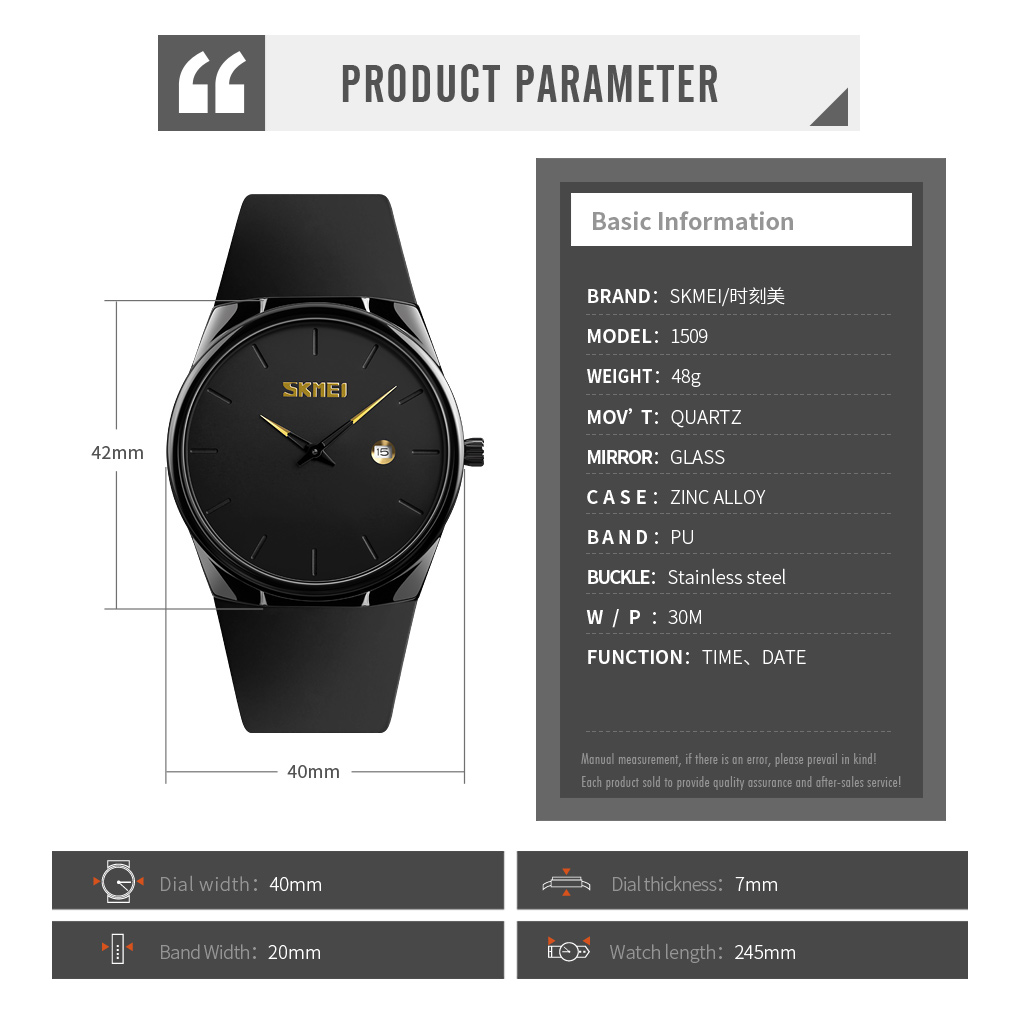 PRODUCT PARAMETER
Basic Information
BRAND: SKMEI/时刻美
MODEL: 1509
WEIGHT: 48g
MOV’ T: QUARTZ
MIRROR: GLASS
CASE: ZINC ALLOY
BAND: PU
BUCKLE: Stainless steel
W / P : 30M
FUNCTION: TIME、DATE
Manual measurement, if there is an error, please prevail in kind!
Each product sold to provide quality assurance and after-sales service!
SKMEI
15
42mm
40mm
Dial width: 40mm
Dial thickness: 7mm
Band Width: 20mm
Watch length: 245mm